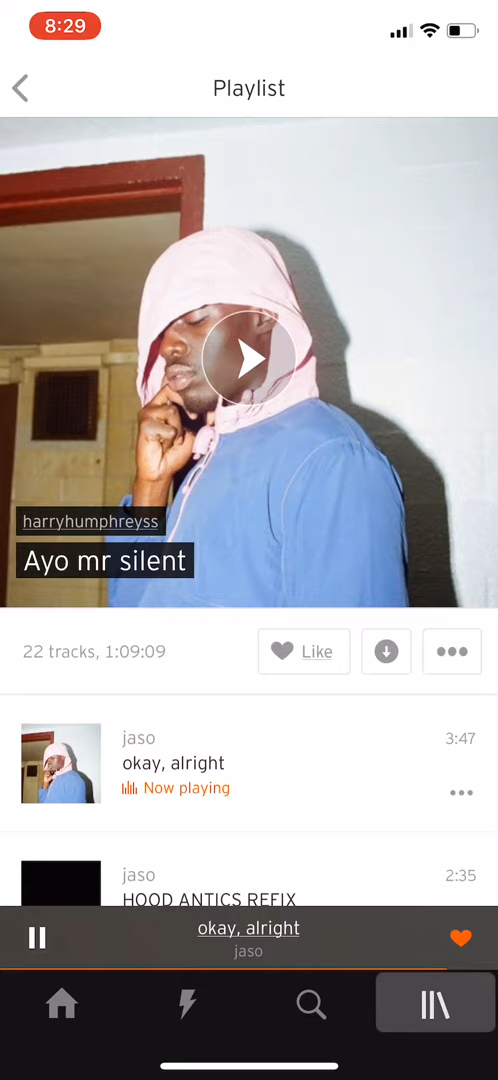 8:29
Playlist
harryhumphreyss
Ayo mr silent
22 tracks, 1:09:09
Like
jaso
3:47
okay, alright
Now playing
jaso
2:35
HOOD ANTICS REFIX
okay, alright
jaso